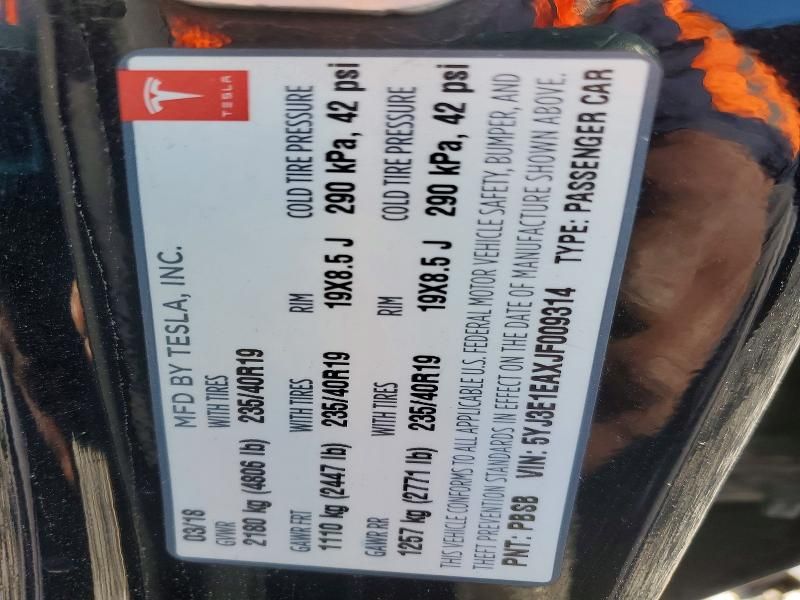 TESLA
MFD BY TESLA, INC.
03/18
GVWR WITH TIRES
2180 kg (4806 lb) 235/40R19
GAWR FRT WITH TIRES RIM COLD TIRE PRESSURE
1110 kg (2447 lb) 235/40R19 19X8.5 J 290 kPa, 42 psi
GAWR RR WITH TIRES RIM COLD TIRE PRESSURE
1257 kg (2771 lb) 235/40R19 19X8.5 J 290 kPa, 42 psi
THIS VEHICLE CONFORMS TO ALL APPLICABLE U.S. FEDERAL MOTOR VEHICLE SAFETY, BUMPER, AND
THEFT PREVENTION STANDARDS IN EFFECT ON THE DATE OF MANUFACTURE SHOWN ABOVE.
PNT: PBSB VIN: 5YJ3E1EAXJF009314 TYPE: PASSENGER CAR